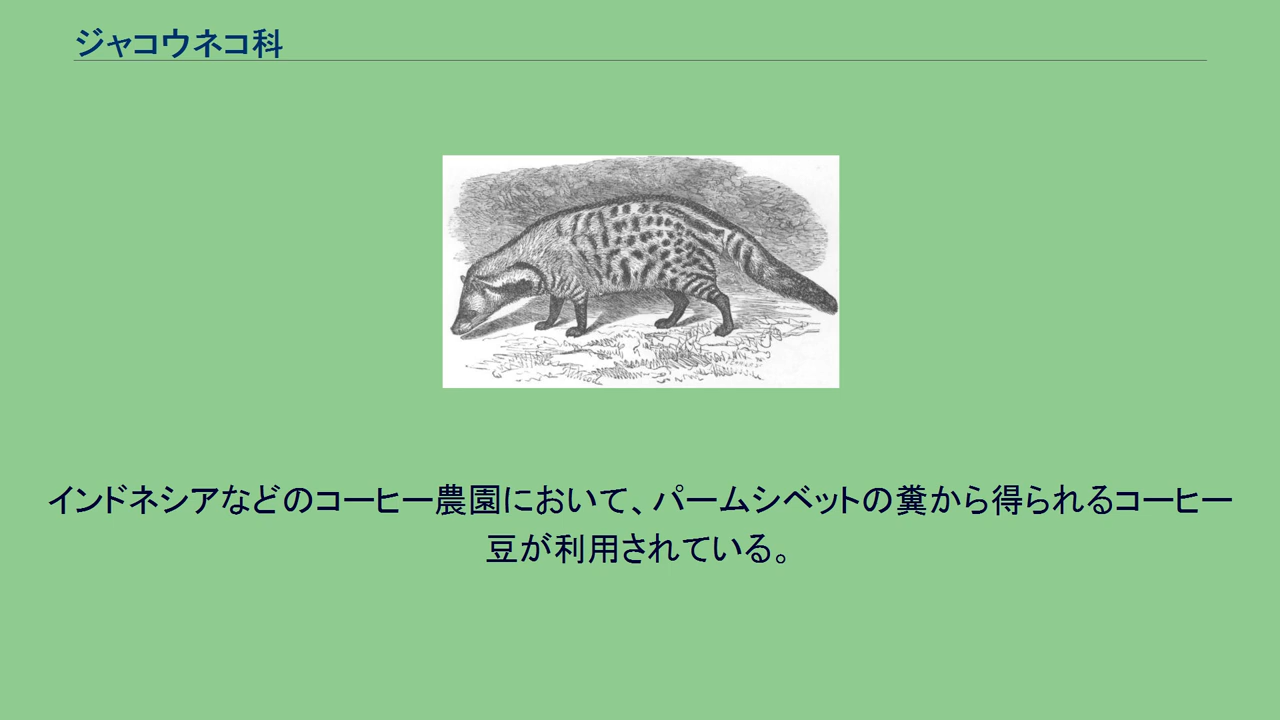 ジャコウネコ科
インドネシアなどのコーヒー農園において、パームシベットの糞から得られるコーヒー
豆が利用されている。